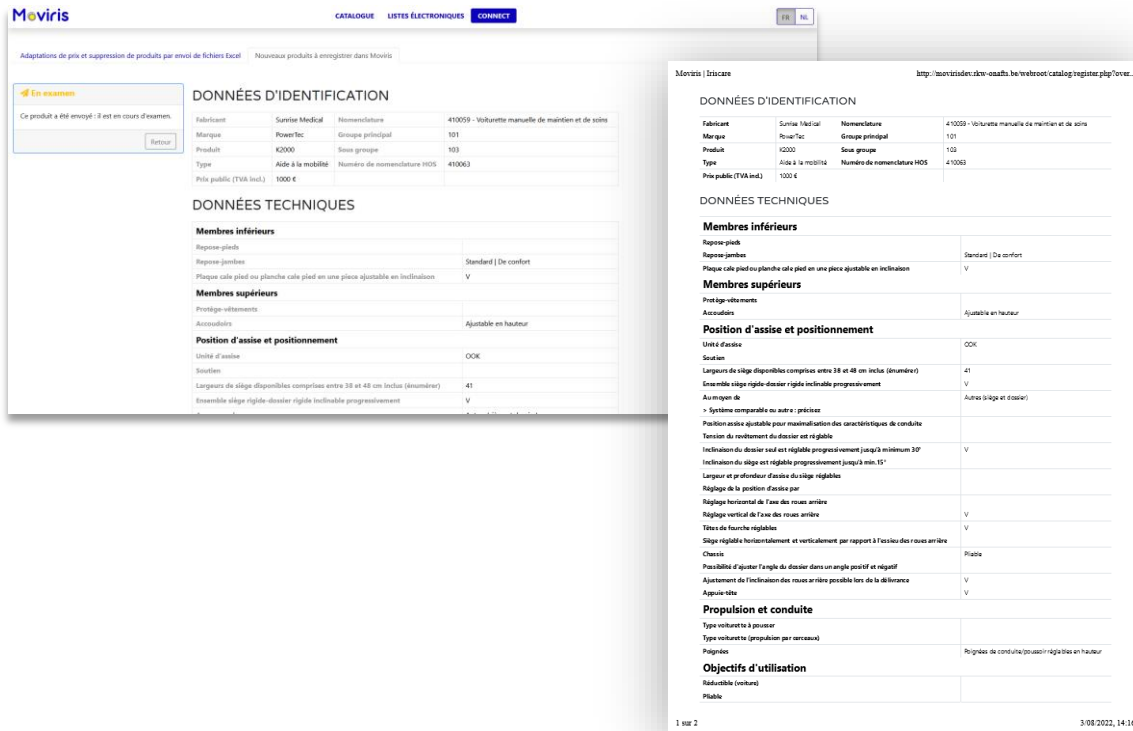 Moviris
CATALOGUE LISTES ÉLECTRONIQUES CONNECT FR NL
Adaptations de prix et suppression de produits par envoi de fichiers Excel Nouveaux produits à enregistrer dans Moviris
En examen
Ce produit a été envoyé : il est en cours d'examen.
Retour
DONNÉES D'IDENTIFICATION
Fabricant Sunrise Medical Nomenclature 410059 - Voiturette manuelle de maintien et de soins
Marque PowerTec Groupe principal 101
Produit K2000 Sous groupe 103
Type Aide à la mobilité Numéro de nomenclature HOS 410063
Prix public (TVA incl.) 1000 €
DONNÉES TECHNIQUES
Membres inférieurs
Repose-pieds
Repose-jambes Standard | De confort
Plaque cale pied ou planche cale pied en une piece ajustable en inclinaison V
Membres supérieurs
Protège-vêtements
Accoudoirs Ajustable en hauteur
Position d'assise et positionnement
Unité d'assise OOK
Soutien
Largeurs de siège disponibles comprises entre 38 et 48 cm inclus (énumérer) 41
Ensemble siège rigide-dossier rigide inclinable progressivement V
Moviris | Iriscare http://movirisdev.rkw-onafts.be/webroot/catalog/register.php?over...
DONNÉES D'IDENTIFICATION
Fabricant Sunrise Medical Nomenclature 410059 - Voiturette manuelle de maintien et de soins
Marque PowerTec Groupe principal 101
Produit K2000 Sous groupe 103
Type Aide à la mobilité Numéro de nomenclature HOS 410063
Prix public (TVA incl.) 1000 €
DONNÉES TECHNIQUES
Membres inférieurs
Repose-pieds
Repose-jambes Standard | De confort
Plaque cale pied ou planche cale pied en une piece ajustable en inclinaison V
Membres supérieurs
Protège-vêtements
Accoudoirs Ajustable en hauteur
Position d'assise et positionnement
Unité d'assise OOK
Soutien
Largeurs de siège disponibles comprises entre 38 et 48 cm inclus (énumérer) 41
Ensemble siège rigide-dossier rigide inclinable progressivement V
Au moyen de Autres (siège et dossier)
> Système comparable ou autre : précisez
Position assise ajustable pour maximalisation des caractéristiques de conduite
Tension du revêtement du dossier est réglable
Inclinaison du dossier seul est réglable progressivement jusqu'à minimum 30° V
Inclinaison du siège est réglable progressivement jusqu'à min.15°
Largeur et profondeur d'assise du siège réglables
Réglage de la position d'assise par
Réglage horizontal de l'axe des roues arrière
Réglage vertical de l'axe des roues arrière V
Têtes de fourche réglables V
Siège réglable horizontalement et verticalement par rapport à l'essieu des roues arrière
Chassis Pliable
Possibilité d'ajuster l'angle du dossier dans un angle positif et négatif
Ajustement de l'inclinaison des roues arrière possible lors de la délivrance V
Appuie-tête V
Propulsion et conduite
Type voiturette à pousser
Type voiturette (propulsion par cerceaux)
Poignées Poignées de conduite/poussoir réglables en hauteur
Objectifs d'utilisation
Réductible (voiture)
Pliable
1 sur 2 3/08/2022, 14:16